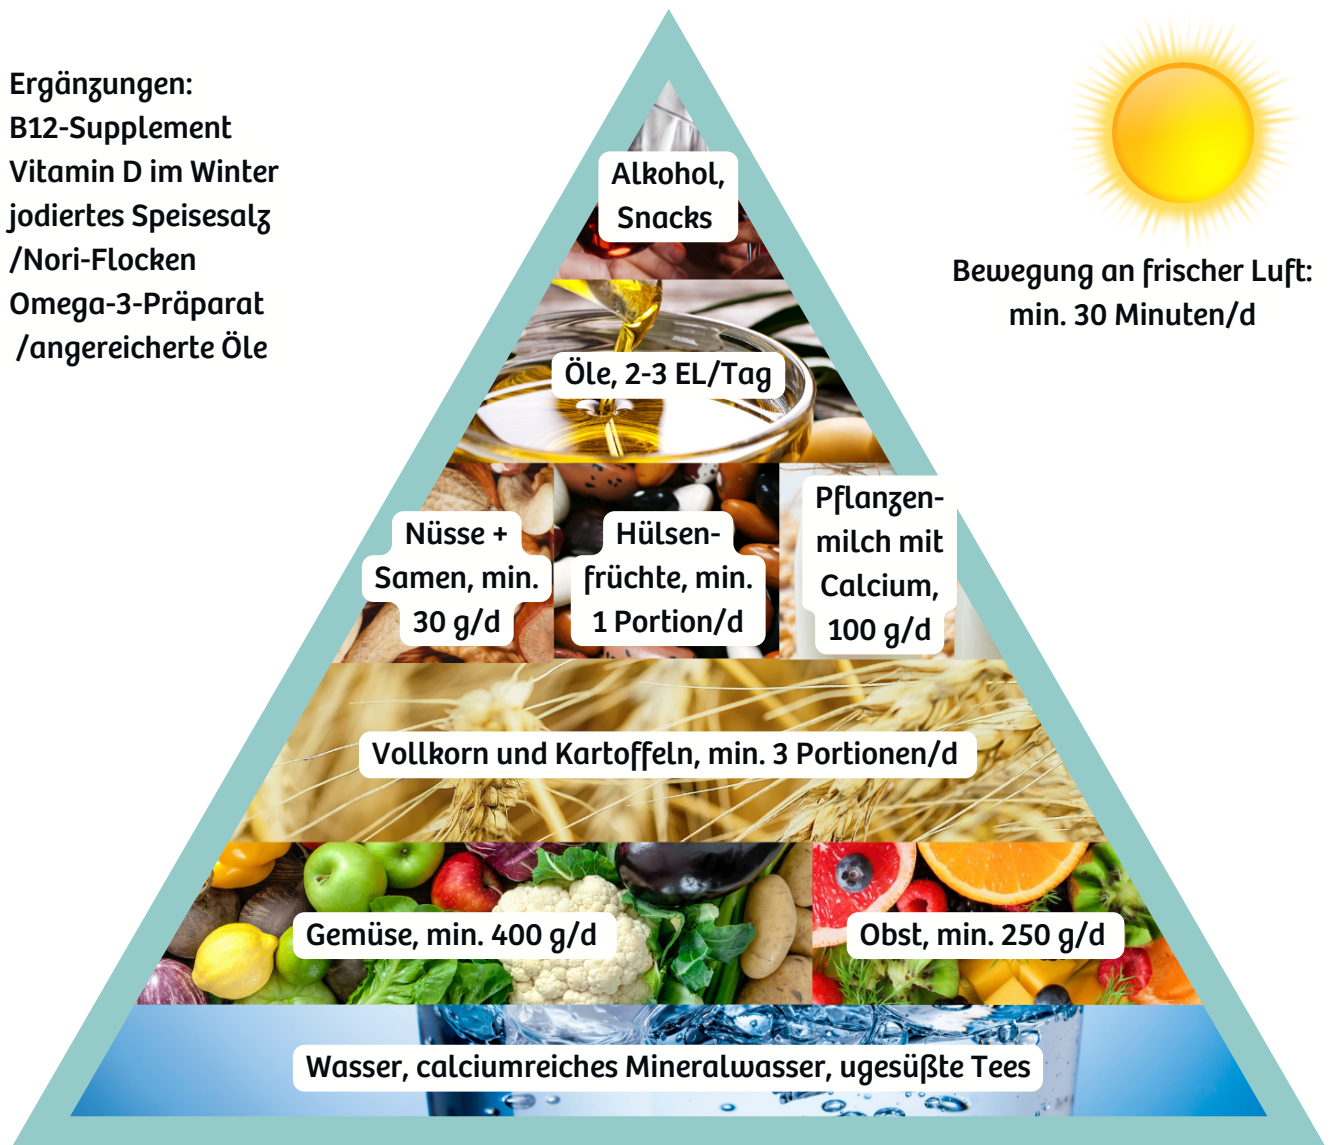 Ergänzungen:
B12-Supplement
Vitamin D im Winter
jodiertes Speisesalz
/Nori-Flocken
Omega-3-Präparat
/angereicherte Öle
Bewegung an frischer Luft:
min. 30 Minuten/d
Alkohol,
Snacks
Öle, 2-3 EL/Tag
Nüsse +
Samen, min.
30 g/d
Hülsen-
früchte, min.
1 Portion/d
Pflanzen-
milch mit
Calcium,
100 g/d
Vollkorn und Kartoffeln, min. 3 Portionen/d
Gemüse, min. 400 g/d
Obst, min. 250 g/d
Wasser, calciumreiches Mineralwasser, ugesüßte Tees